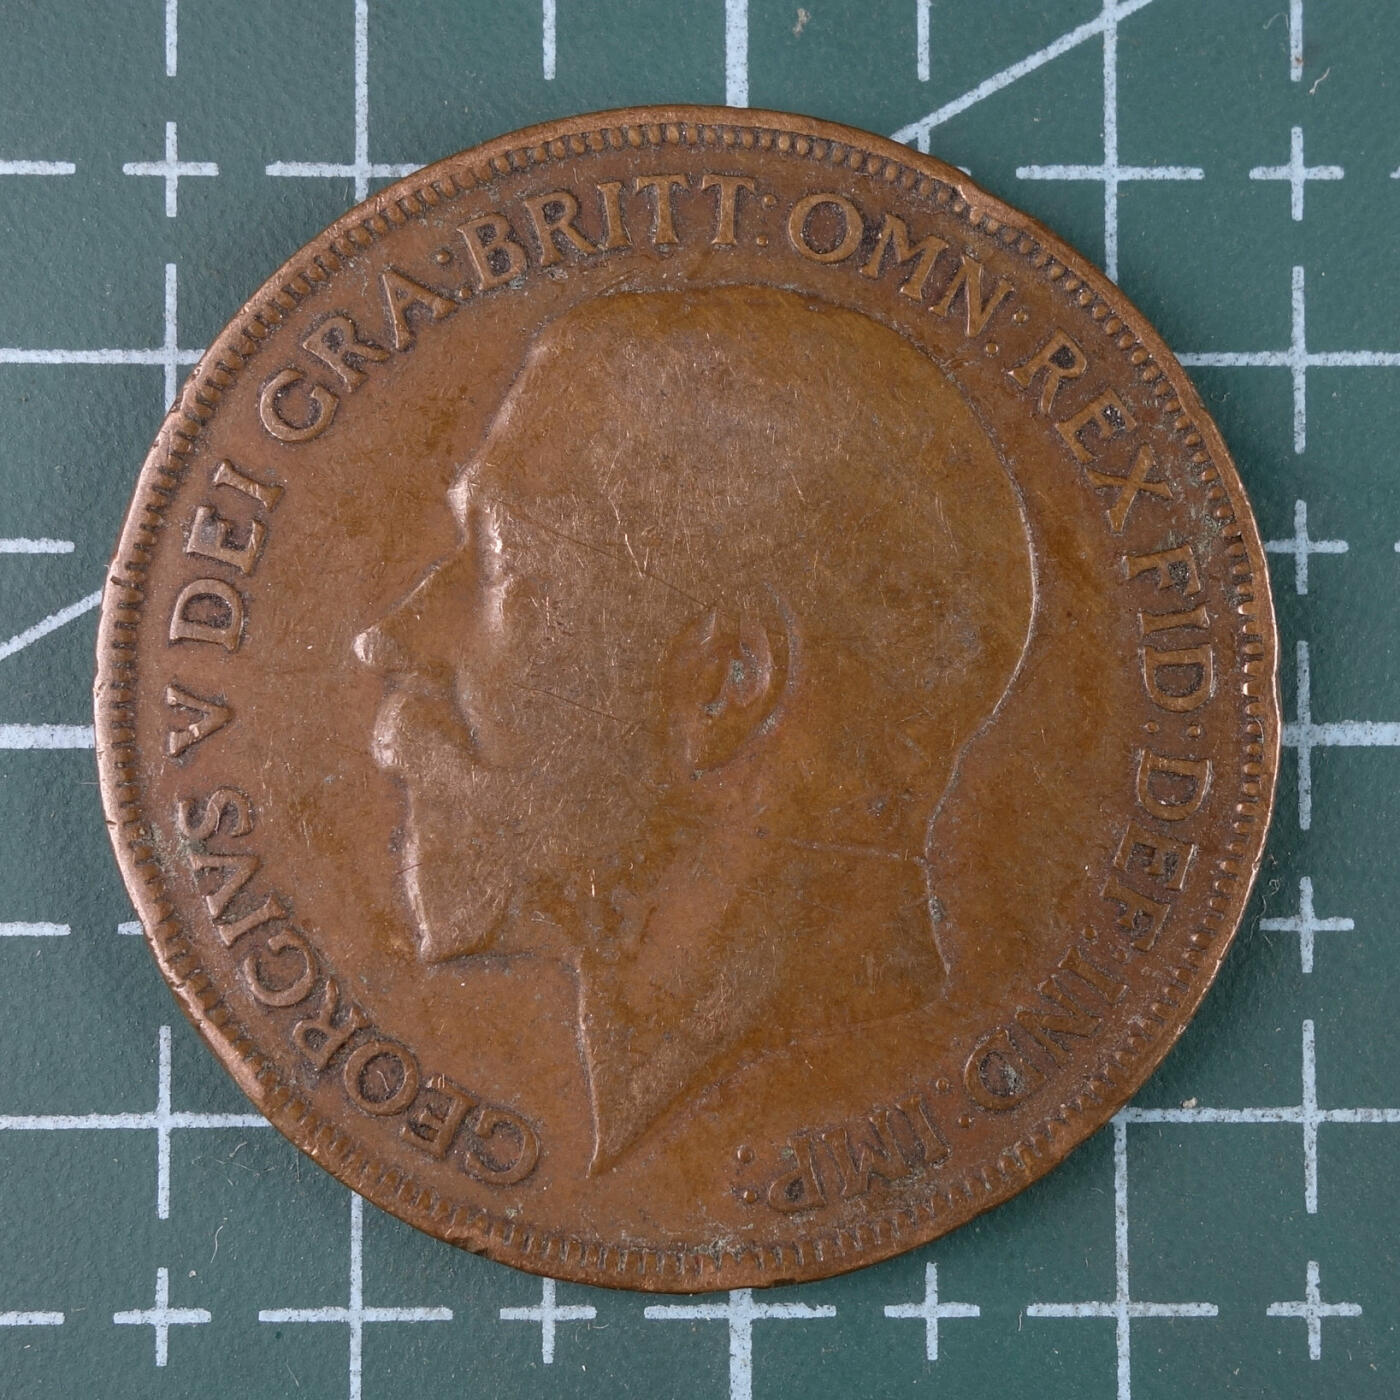 GEORGIVS V DEI GRA: BRITT: OMN: REX FID: DEF: IND: IMP: